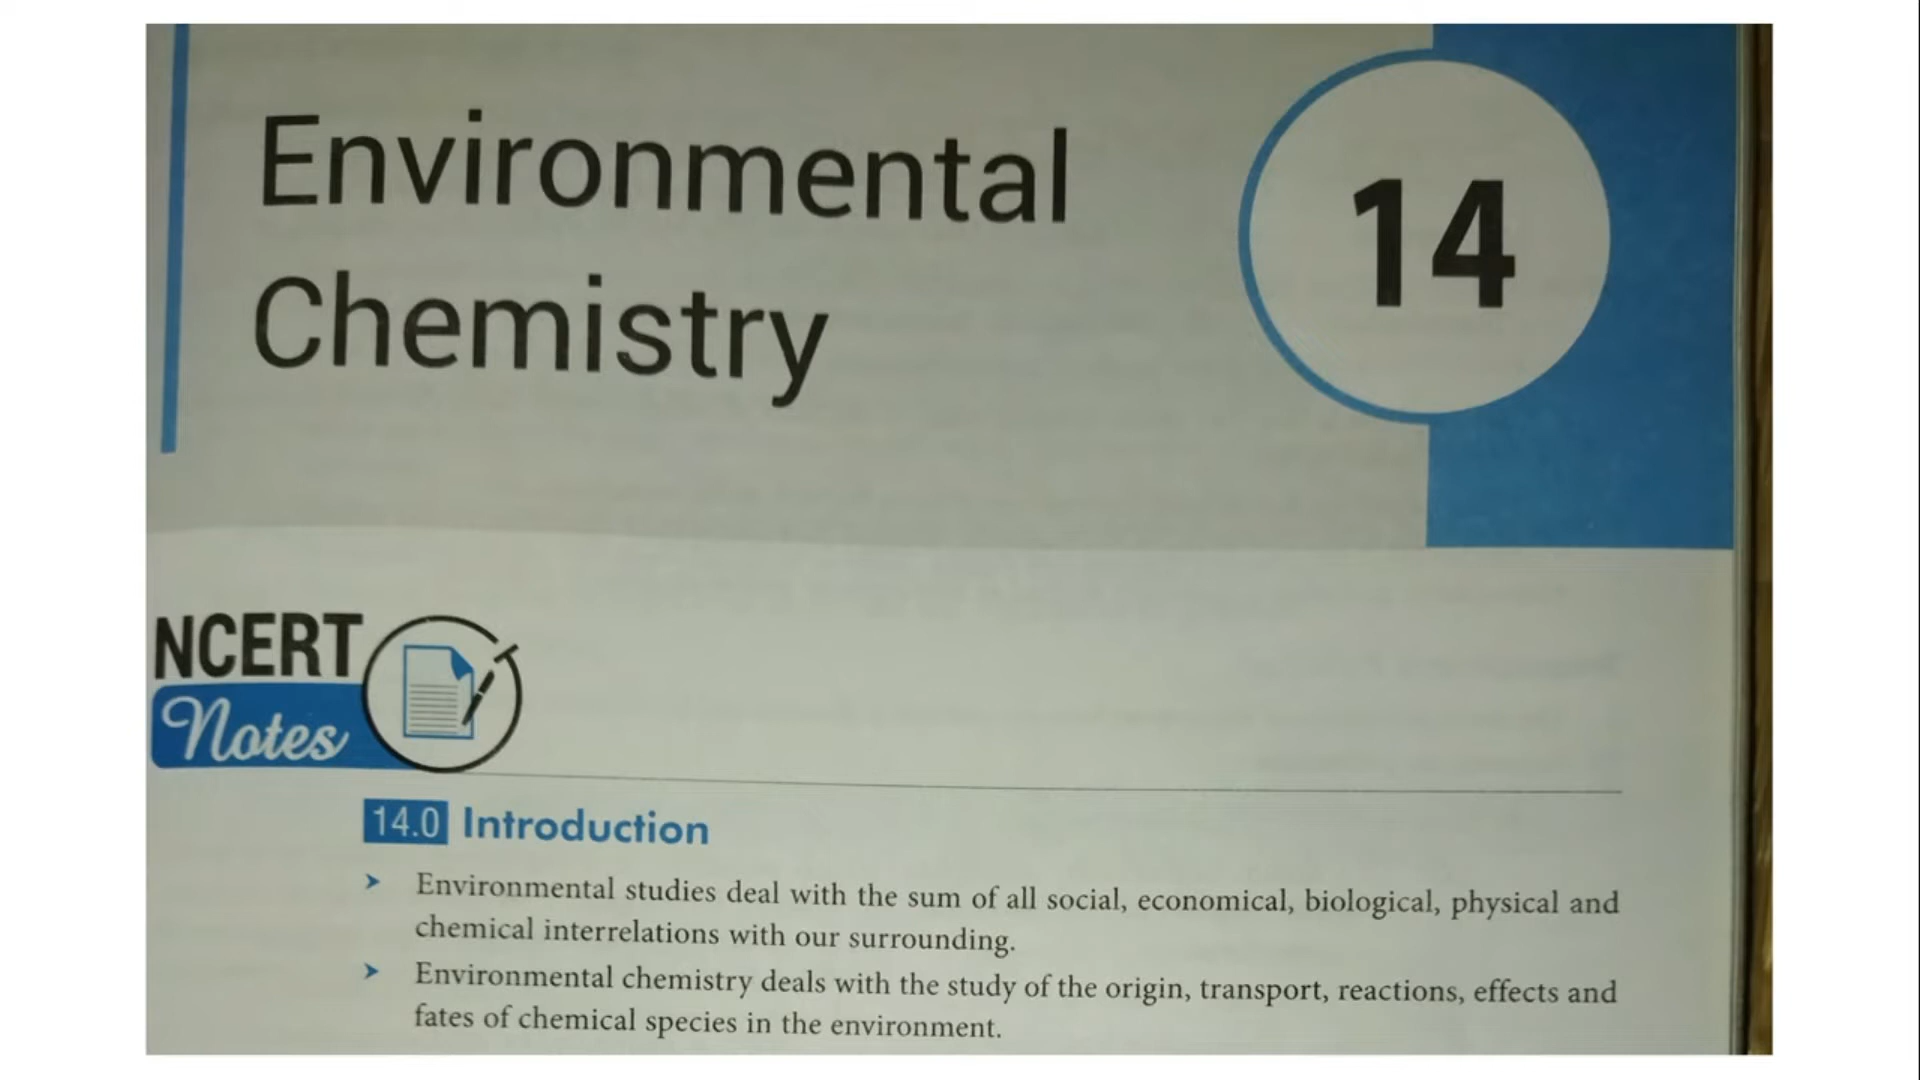 Environmental
Chemistry
14
NCERT
Notes
14.0 Introduction
➤ Environmental studies deal with the sum of all social, economical, biological, physical and
chemical interrelations with our surrounding.
➤ Environmental chemistry deals with the study of the origin, transport, reactions, effects and
fates of chemical species in the environment.